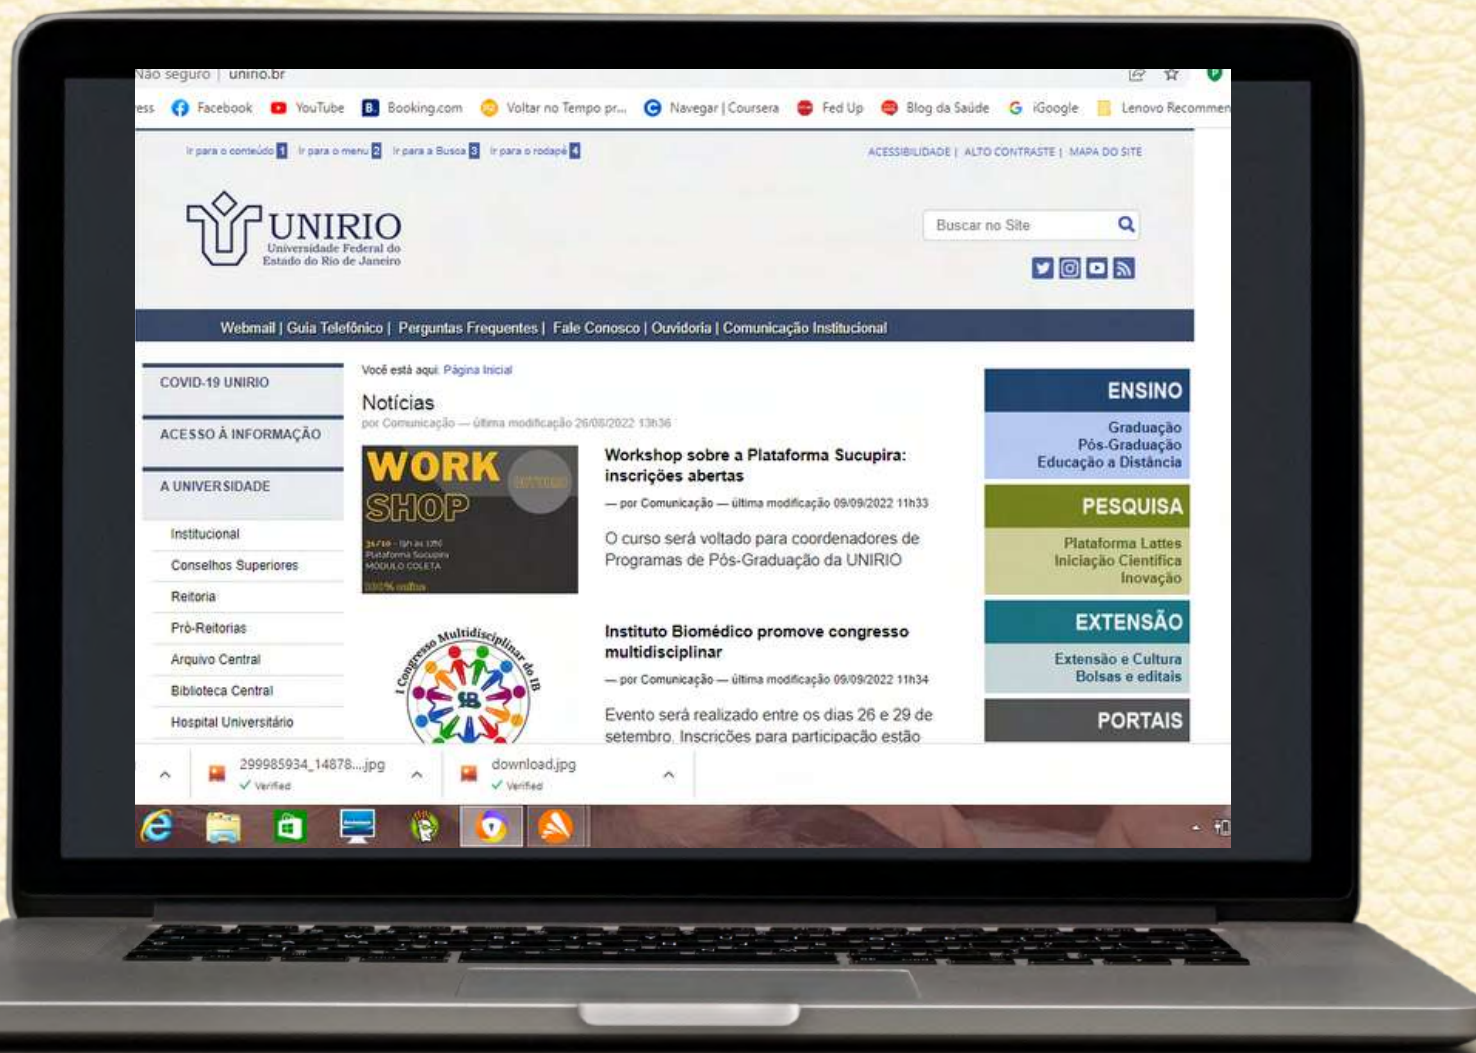 Não seguro | unirio.br
ess Facebook YouTube B. Booking.com Voltar no Tempo pr... Navegar | Coursera Fed Up Blog da Saúde G iGoogle Lenovo Recommen
Ir para o conteúdo 1 Ir para o menu 2 Ir para a Busca 3 Ir para o rodapé 4
ACESSIBILIDADE | ALTO CONTRASTE | MAPA DO SITE
UNIRIO
Universidade Federal do
Estado do Rio de Janeiro
Buscar no Site
Webmail | Guia Telefônico | Perguntas Frequentes | Fale Conosco | Ouvidoria | Comunicação Institucional
COVID-19 UNIRIO
ACESSO À INFORMAÇÃO
A UNIVERSIDADE
Institucional
Conselhos Superiores
Reitoria
Pró-Reitorias
Arquivo Central
Biblioteca Central
Hospital Universitário
Você está aqui: Página Inicial
Notícias
por Comunicação — última modificação 26/08/2022 13h36
WORK
SHOP
Plataforma Sucupira
MÓDULO COLETA
100% online
Workshop sobre a Plataforma Sucupira:
inscrições abertas
— por Comunicação — última modificação 09/09/2022 11h33
O curso será voltado para coordenadores de
Programas de Pós-Graduação da UNIRIO
I Congresso Multidisciplinar do IB
IB
Instituto Biomédico promove congresso
multidisciplinar
— por Comunicação — última modificação 09/09/2022 11h34
Evento será realizado entre os dias 26 e 29 de
setembro. Inscrições para participação estão
ENSINO
Graduação
Pós-Graduação
Educação a Distância
PESQUISA
Plataforma Lattes
Iniciação Científica
Inovação
EXTENSÃO
Extensão e Cultura
Bolsas e editais
PORTAIS
299985934_14878....jpg
Verified
download.jpg
Verified